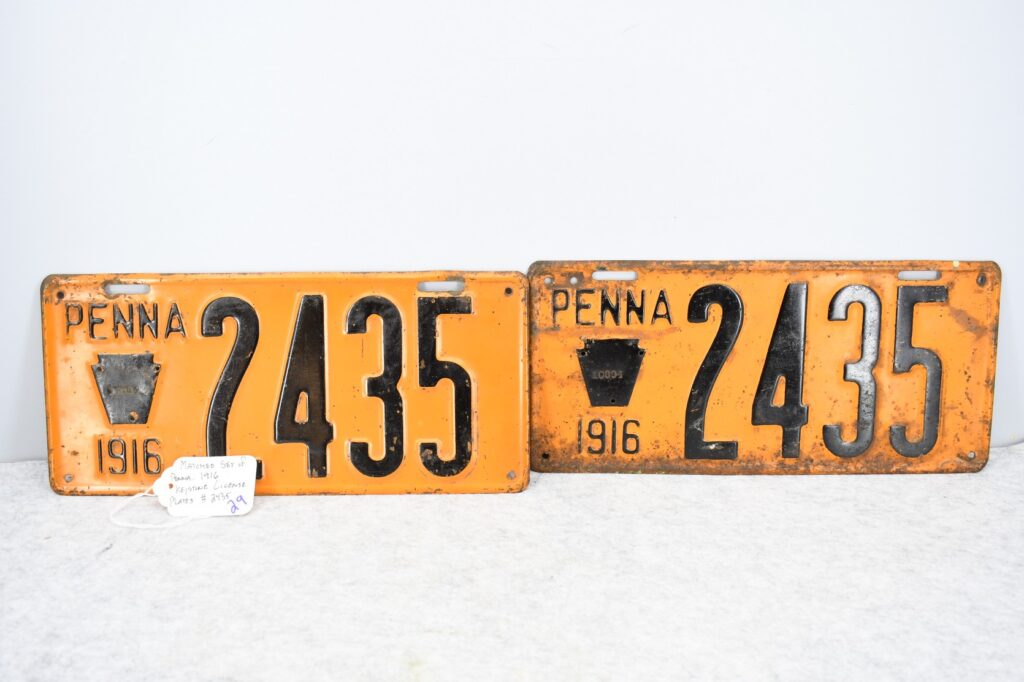 PENNA
2435
1916
MATCHED SET OF
PENNA. 1916
KEYSTONE LICENSE
PLATES # 2435
29
PENNA
2435
1916